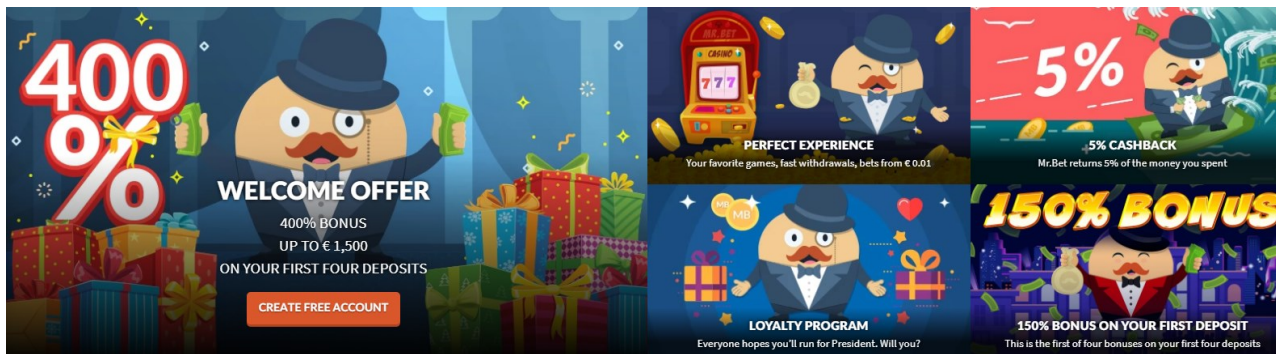 400
%
WELCOME OFFER
400% BONUS
UP TO € 1,500
ON YOUR FIRST FOUR DEPOSITS
CREATE FREE ACCOUNT
MR.BET
CASINO
777
PERFECT EXPERIENCE
Your favorite games, fast withdrawals, bets from € 0.01
5%
5% CASHBACK
Mr.Bet returns 5% of the money you spent
MB
MB
LOYALTY PROGRAM
Everyone hopes you'll run for President. Will you?
150% BONUS
150% BONUS ON YOUR FIRST DEPOSIT
This is the first of four bonuses on your first four deposits